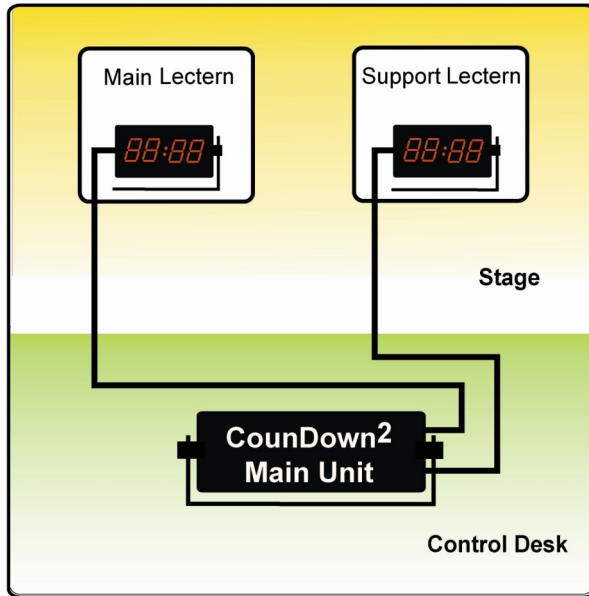 Main Lectern
Support Lectern
88:88
88:88
Stage
CounDown²
Main Unit
Control Desk